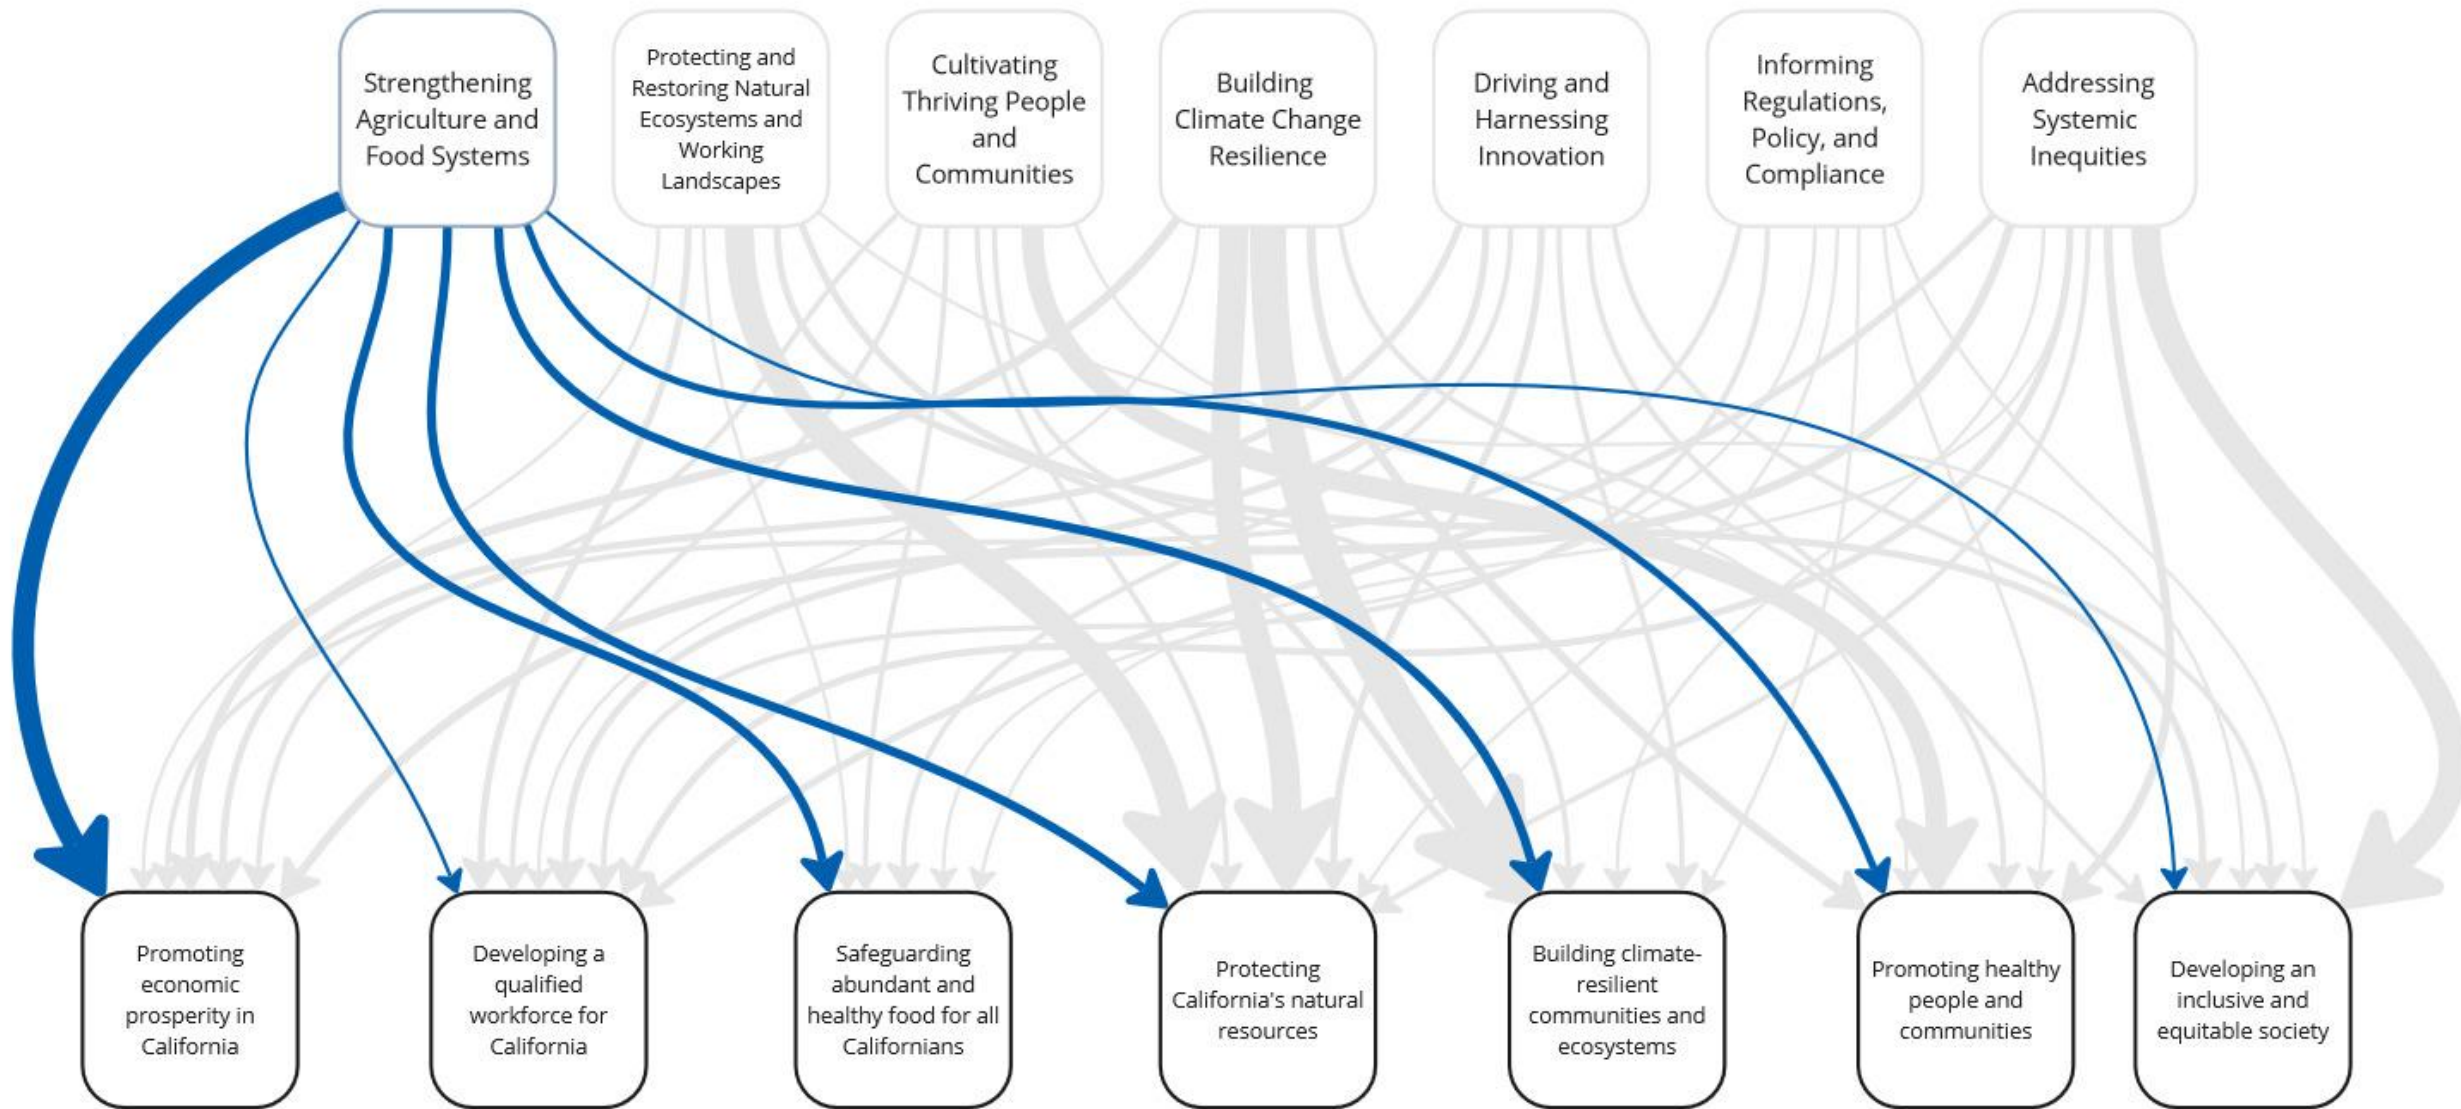 Strengthening
Agriculture and
Food Systems
Protecting and
Restoring Natural
Ecosystems and
Working
Landscapes
Cultivating
Thriving People
and
Communities
Building
Climate Change
Resilience
Driving and
Harnessing
Innovation
Informing
Regulations,
Policy, and
Compliance
Addressing
Systemic
Inequities
Promoting
economic
prosperity in
California
Developing a
qualified
workforce for
California
Safeguarding
abundant and
healthy food for all
Californians
Protecting
California's natural
resources
Building climate-
resilient
communities and
ecosystems
Promoting healthy
people and
communities
Developing an
inclusive and
equitable society